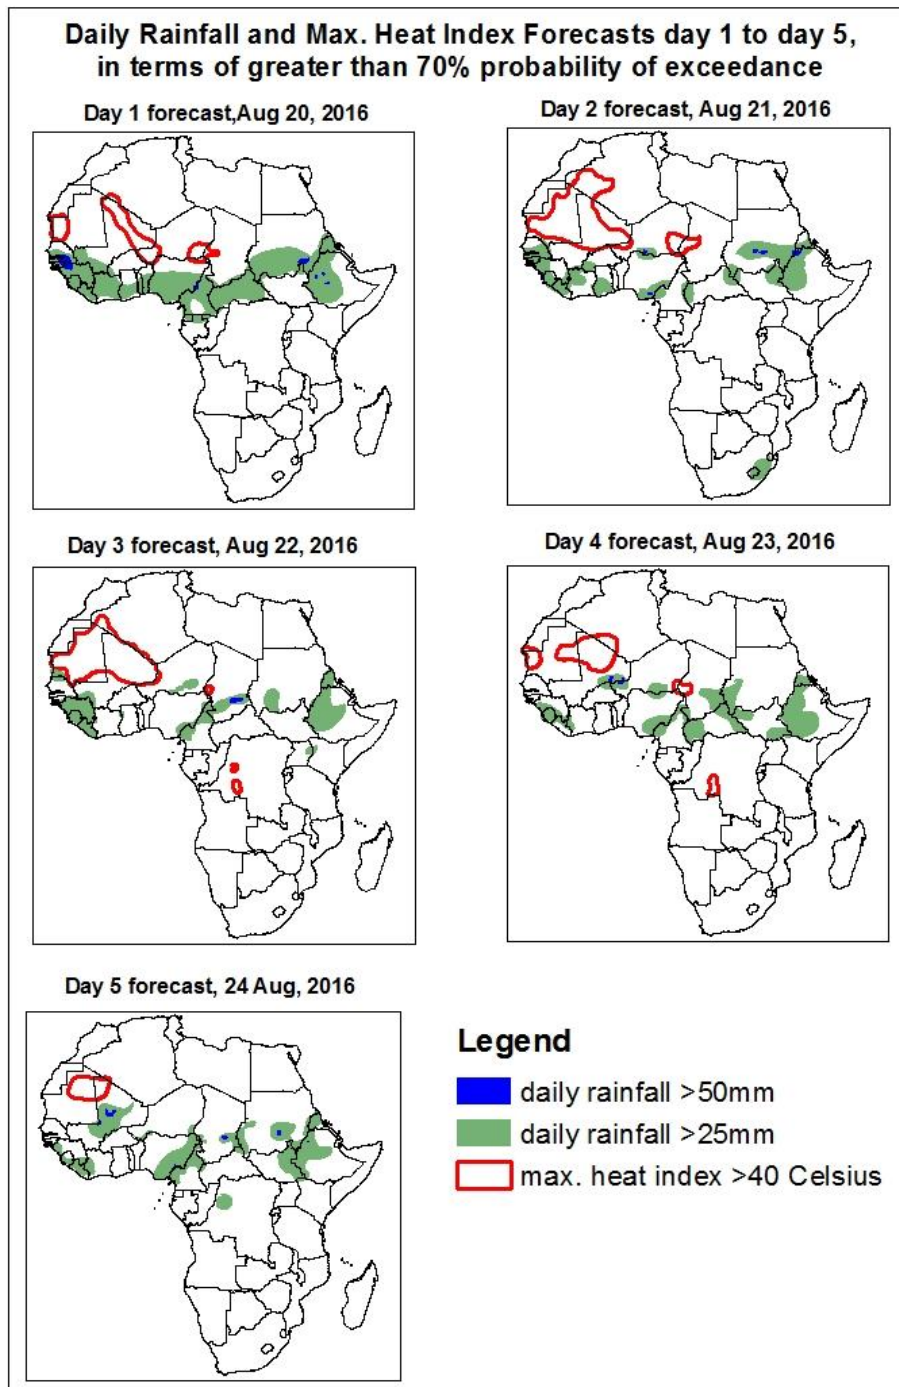 Daily Rainfall and Max. Heat Index Forecasts day 1 to day 5,
in terms of greater than 70% probability of exceedance
Day 1 forecast,Aug 20, 2016
Day 2 forecast, Aug 21, 2016
Day 3 forecast, Aug 22, 2016
Day 4 forecast, Aug 23, 2016
Day 5 forecast, 24 Aug, 2016
Legend
daily rainfall >50mm
daily rainfall >25mm
max. heat index >40 Celsius